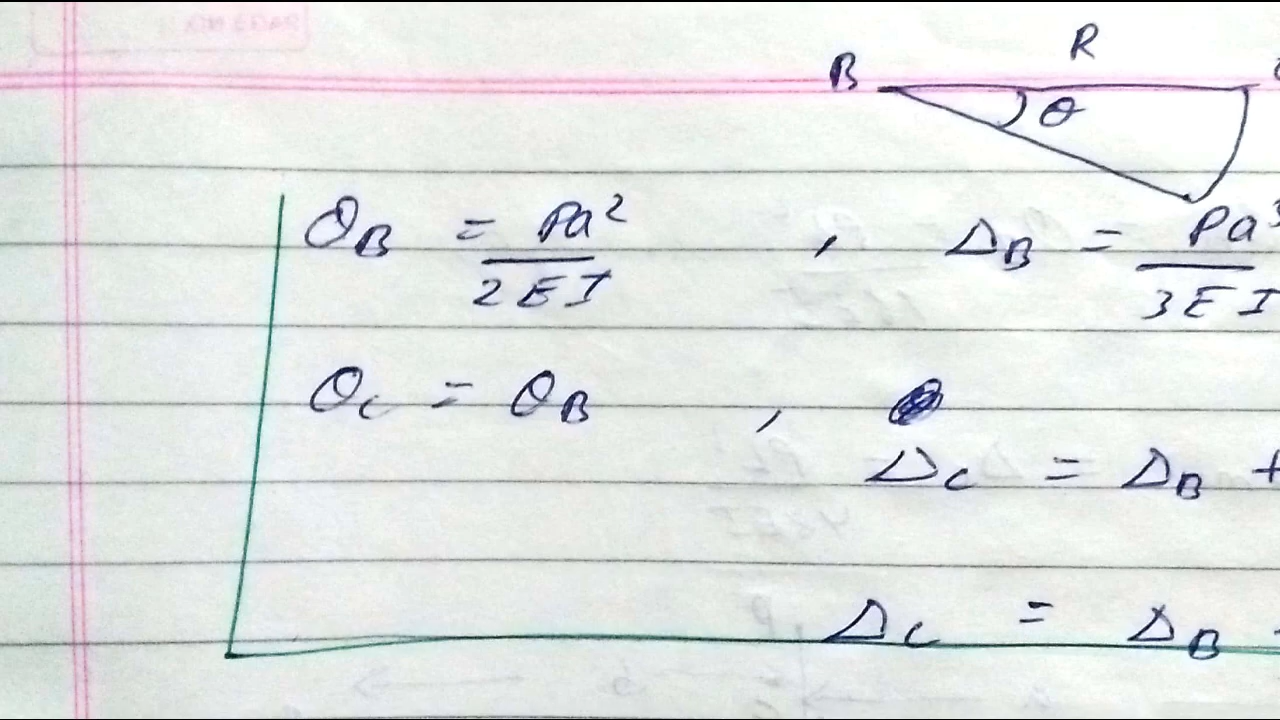 R
B
θ
θB = Pa² / 2EI , ΔB = Pa³ / 3EI
θC = θB ,
ΔC = ΔB +
ΔC = ΔB